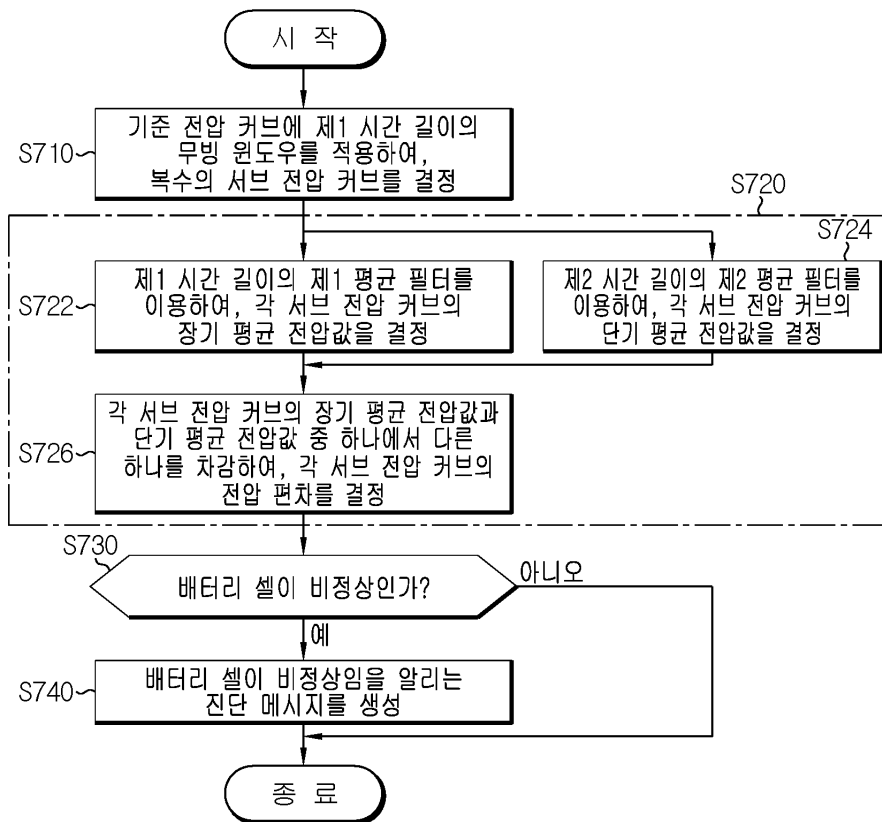 시 작
S710
기준 전압 커브에 제1 시간 길이의
무빙 윈도우를 적용하여,
복수의 서브 전압 커브를 결정
S720
S722
제1 시간 길이의 제1 평균 필터를
이용하여, 각 서브 전압 커브의
장기 평균 전압값을 결정
S724
제2 시간 길이의 제2 평균 필터를
이용하여, 각 서브 전압 커브의
단기 평균 전압값을 결정
S726
각 서브 전압 커브의 장기 평균 전압값과
단기 평균 전압값 중 하나에서 다른
하나를 차감하여, 각 서브 전압 커브의
전압 편차를 결정
S730
배터리 셀이 비정상인가?
아니오
예
S740
배터리 셀이 비정상임을 알리는
진단 메시지를 생성
종 료